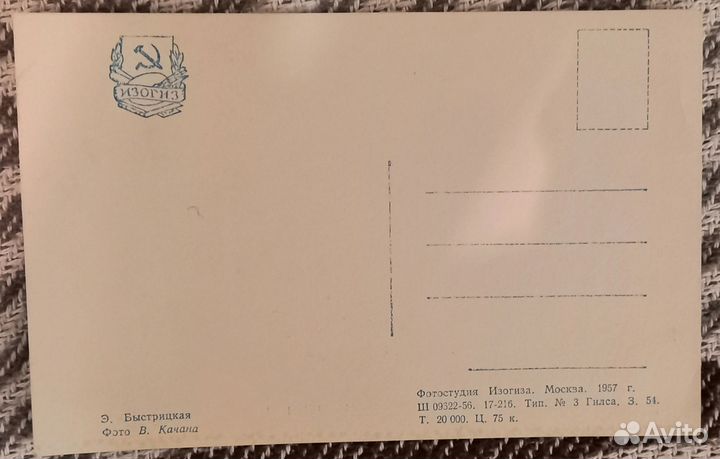 ИЗОГИЗ
Э. Быстрицкая
Фото В. Качана
Фотостудия Изогиза. Москва. 1957 г.
Ш 09522-56. 17-216. Тип. № 3 Гилса, З. 54.
Т. 20 000. Ц. 75 к.
Avito